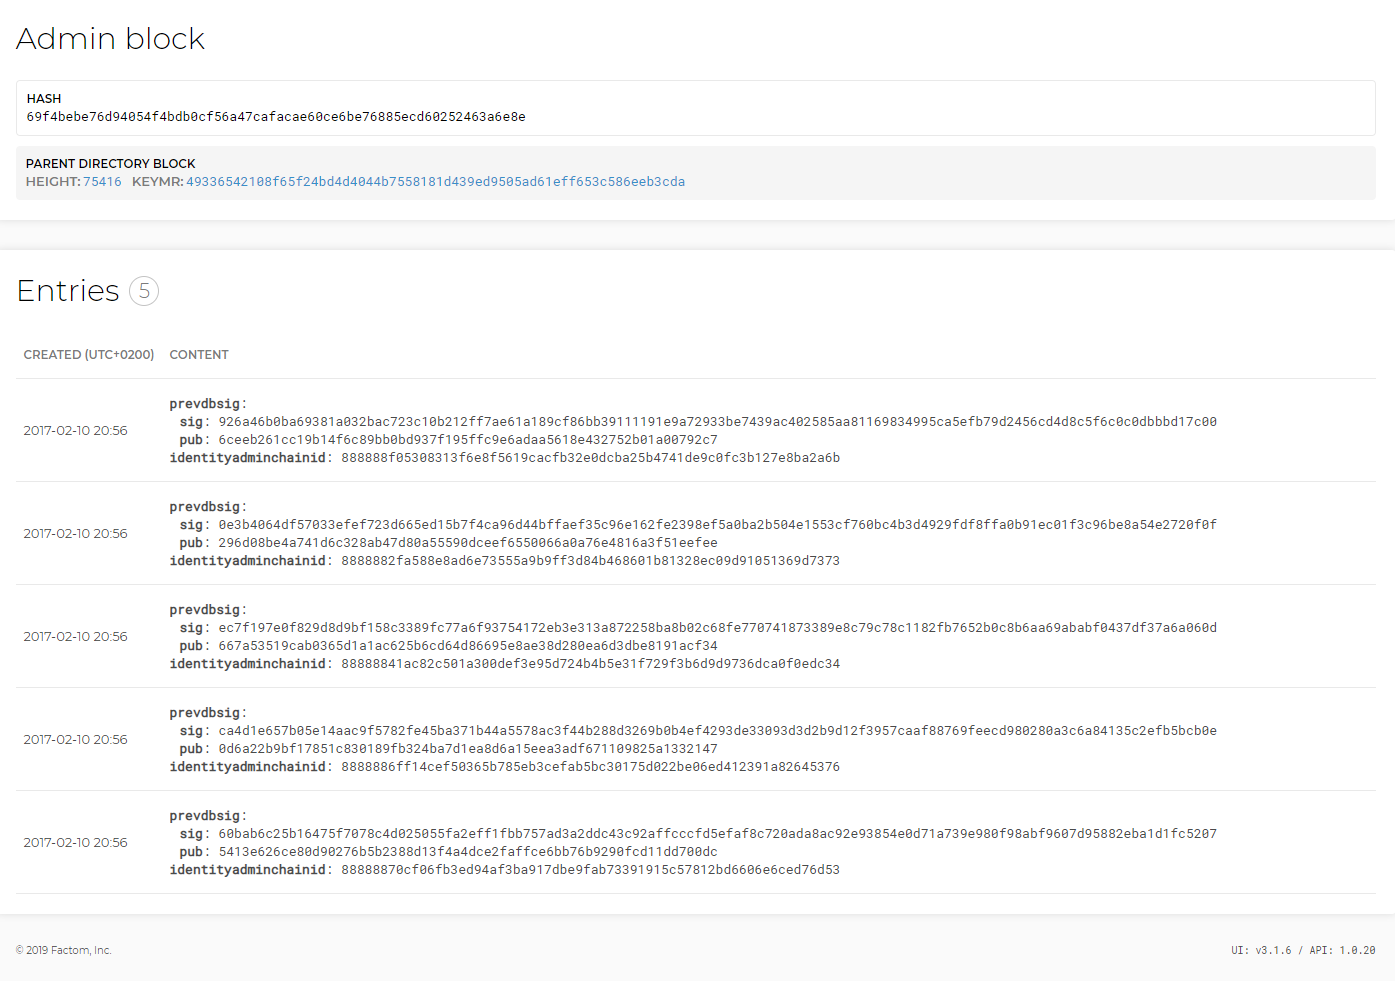 Admin block
HASH
69f4bebe76d94054f4bdb0cf56a47cafacae60ce6be76885ecd60252463a6e8e
PARENT DIRECTORY BLOCK
HEIGHT: 75416 KEYMR: 49336542108f65f24bd4d4044b7558181d439ed9505ad61eff653c586eeb3cda
Entries 5
CREATED (UTC+0200) CONTENT
prevdbsig:
2017-02-10 20:56
sig: 926a46b0ba69381a032bac723c10b212ff7ae61a189cf86bb39111191e9a72933be7439ac402585aa81169834995ca5efb79d2456cd4d8c5f6c0c0dbbbd17c00
pub: 6ceeb261cc19b14f6c89bb0bd937f195ffc9e6adaa5618e432752b01a00792c7
identityadminchainid: 888888f05308313f6e8f5619cacfb32e0dcba25b4741de9c0fc3b127e8ba2a6b
prevdbsig:
2017-02-10 20:56
sig: 0e3b4064df57033efef723d665ed15b7f4ca96d44bffaef35c96e162fe2398ef5a0ba2b504e1553cf760bc4b3d4929fdf8ffa0b91ec01f3c96be8a54e2720f0f
pub: 296d08be4a741d6c328ab47d80a55590dceef6550066a0a76e4816a3f51eefee
identityadminchainid: 8888882fa588e8ad6e73555a9b9ff3d84b468601b81328ec09d91051369d7373
prevdbsig:
2017-02-10 20:56
sig: ec7f197e0f829d8d9bf158c3389fc77a6f93754172eb3e313a872258ba8b02c68fe770741873389e8c79c78c1182fb7652b0c8b6aa69ababf0437df37a6a060d
pub: 667a53519cab0365d1a1ac625b6cd64d86695e8ae38d280ea6d3dbe8191acf34
identityadminchainid: 88888841ac82c501a300def3e95d724b4b5e31f729f3b6d9d9736dca0f0edc34
prevdbsig:
2017-02-10 20:56
sig: ca4d1e657b05e14aac9f5782fe45ba371b44a5578ac3f44b288d3269b0b4ef4293de33093d3d2b9d12f3957caaf88769feecd980280a3c6a84135c2efb5bcb0e
pub: 0d6a22b9bf17851c830189fb324ba7d1ea8d6a15eea3adf671109825a1332147
identityadminchainid: 8888886ff14cef50365b785eb3cefab5bc30175d022be06ed412391a82645376
prevdbsig:
2017-02-10 20:56
sig: 60bab6c25b16475f7078c4d025055fa2eff1fbb757ad3a2ddc43c92affcccfd5efaf8c720ada8ac92e93854e0d71a739e980f98abf9607d95882eba1d1fc5207
pub: 5413e626ce80d90276b5b2388d13f4a4dce2faffce6bb76b9290fcd11dd700dc
identityadminchainid: 88888870cf06fb3ed94af3ba917dbe9fab73391915c57812bd6606e6ced76d53
© 2019 Factom, Inc.
UI: v3.1.6 / API: 1.0.20